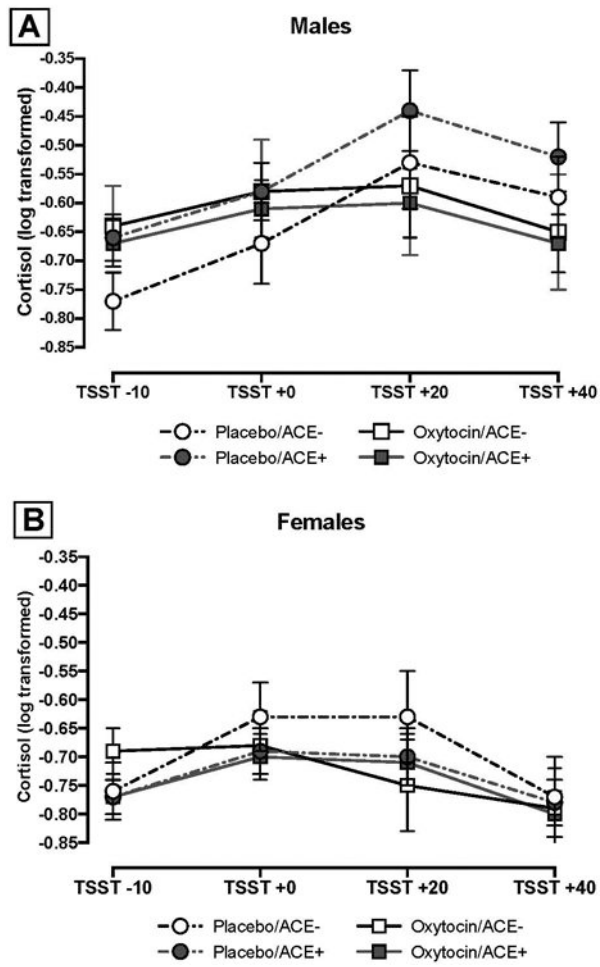 A
Males
Cortisol (log transformed)
-0.35
-0.40
-0.45
-0.50
-0.55
-0.60
-0.65
-0.70
-0.75
-0.80
-0.85
TSST -10 TSST +0 TSST +20 TSST +40
Placebo/ACE- Oxytocin/ACE-
Placebo/ACE+ Oxytocin/ACE+
B
Females
Cortisol (log transformed)
-0.35
-0.40
-0.45
-0.50
-0.55
-0.60
-0.65
-0.70
-0.75
-0.80
-0.85
TSST -10 TSST +0 TSST +20 TSST +40
Placebo/ACE- Oxytocin/ACE-
Placebo/ACE+ Oxytocin/ACE+